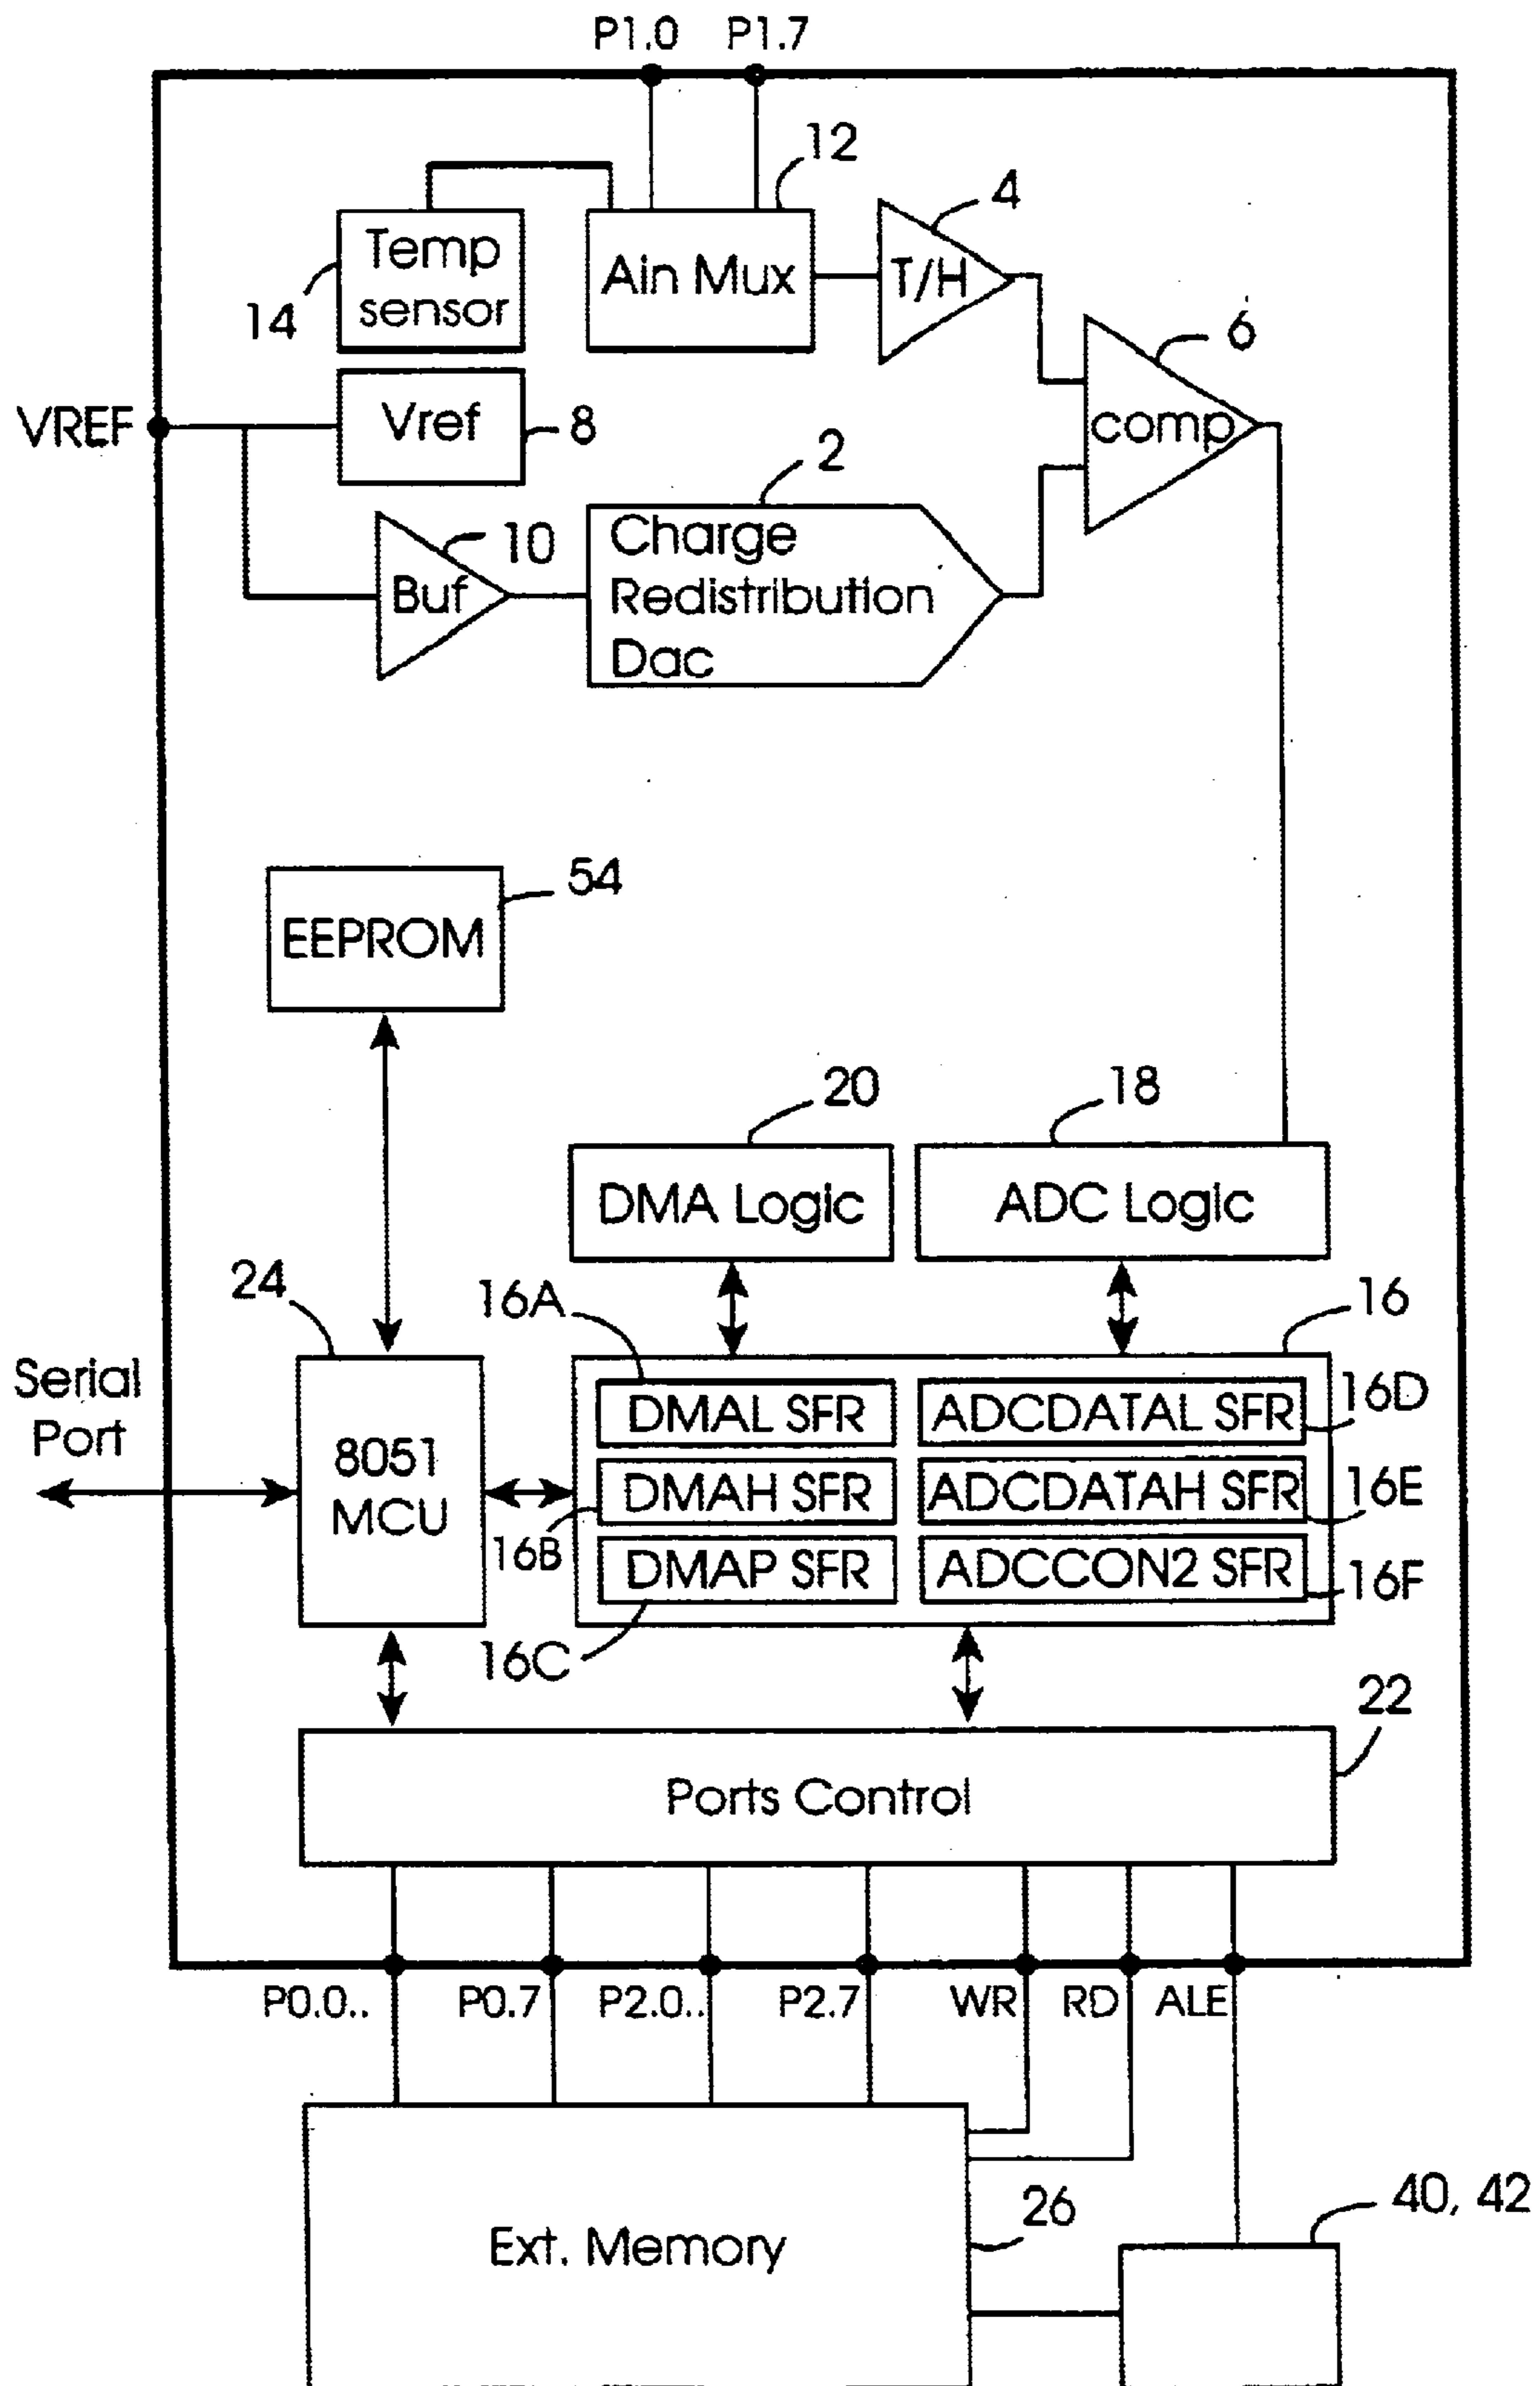 P1.0 P1.7
12
4
Temp
sensor
14
Ain Mux
T/H
6
VREF
Vref
8
comp
2
10
Buf
Charge
Redistribution
Dac
54
EEPROM
20
18
DMA Logic
ADC Logic
24
16A
16
Serial
Port
8051
MCU
DMAL SFR
ADCDATAL SFR
16D
DMAH SFR
ADCDATAH SFR
16E
16B
DMAP SFR
ADCCON2 SFR
16F
16C
22
Ports Control
P0.0.. P0.7 P2.0.. P2.7 WR RD ALE
26
40, 42
Ext. Memory